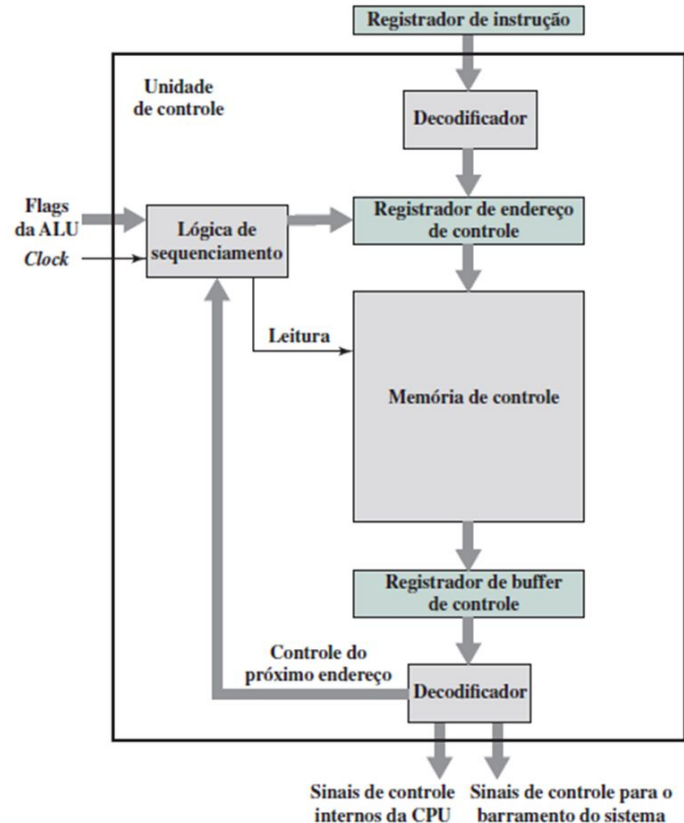 Registrador de instrução
Unidade
de controle
Decodificador
Flags
da ALU
Clock
Lógica de
sequenciamento
Registrador de endereço
de controle
Leitura
Memória de controle
Registrador de buffer
de controle
Controle do
próximo endereço
Decodificador
Sinais de controle
internos da CPU
Sinais de controle para o
barramento do sistema